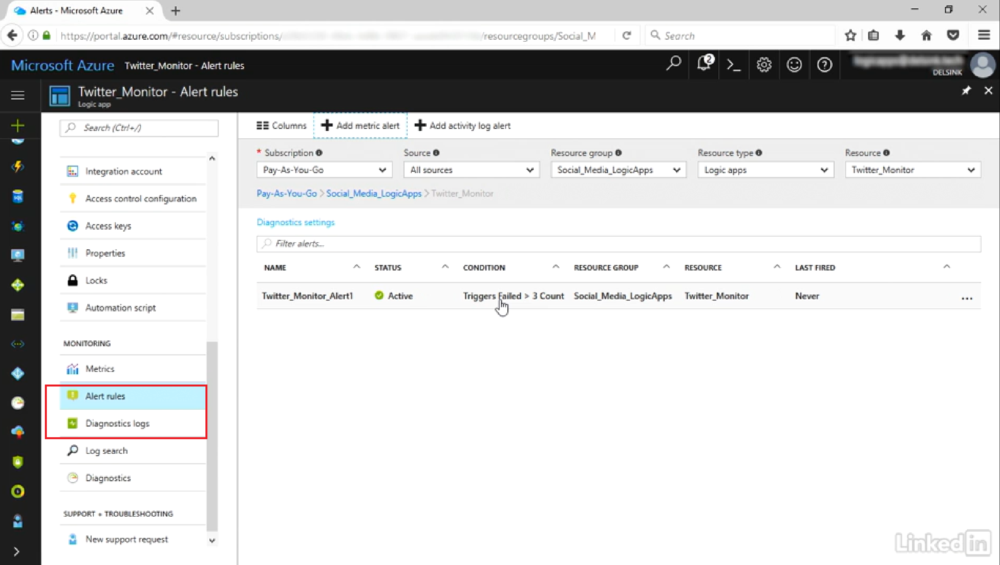 Alerts - Microsoft Azure
https://portal.azure.com/#resource/subscriptions/
/resourcegroups/Social_M
Search
Microsoft Azure
Twitter_Monitor - Alert rules
2
DELSINK
Twitter_Monitor - Alert rules
Logic app
Search (Ctrl+/)
Integration account
Access control configuration
Access keys
Properties
Locks
Automation script
MONITORING
Metrics
Alert rules
Diagnostics logs
Log search
Diagnostics
SUPPORT + TROUBLESHOOTING
New support request
Columns
Add metric alert
Add activity log alert
* Subscription
Source
Resource group
Resource type
Resource
Pay-As-You-Go
All sources
Social_Media_LogicApps
Logic apps
Twitter_Monitor
Pay-As-You-Go > Social_Media_LogicApps > Twitter_Monitor
Diagnostics settings
Filter alerts...
NAME STATUS CONDITION RESOURCE GROUP RESOURCE LAST FIRED
Twitter_Monitor_Alert1 Active Triggers Failed > 3 Count Social_Media_LogicApps Twitter_Monitor Never ...
Linked in